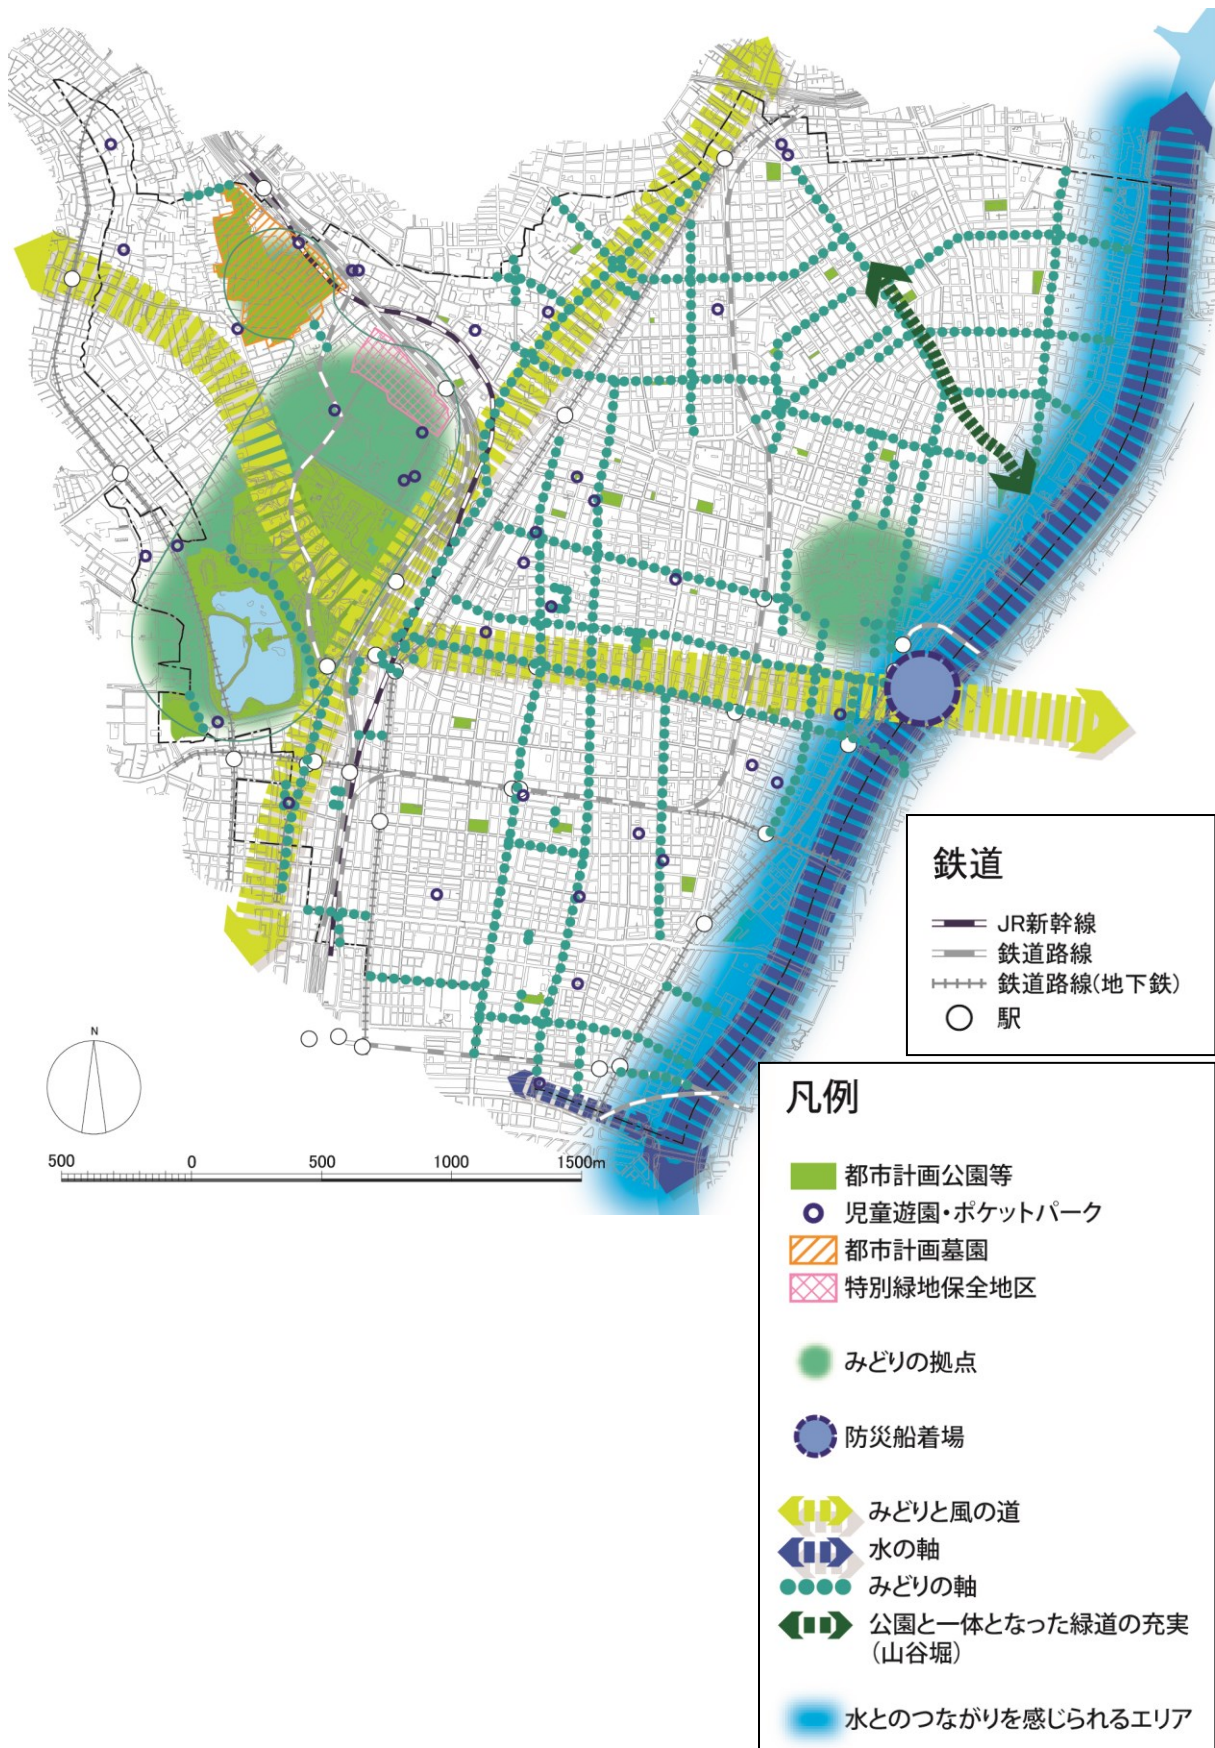 鉄道
JR新幹線
鉄道路線
鉄道路線(地下鉄)
駅
N
500 0 500 1000 1500m
凡例
都市計画公園等
児童遊園・ポケットパーク
都市計画墓園
特別緑地保全地区
みどりの拠点
防災船着場
みどりと風の道
水の軸
みどりの軸
公園と一体となった緑道の充実
(山谷堀)
水とのつながりを感じられるエリア